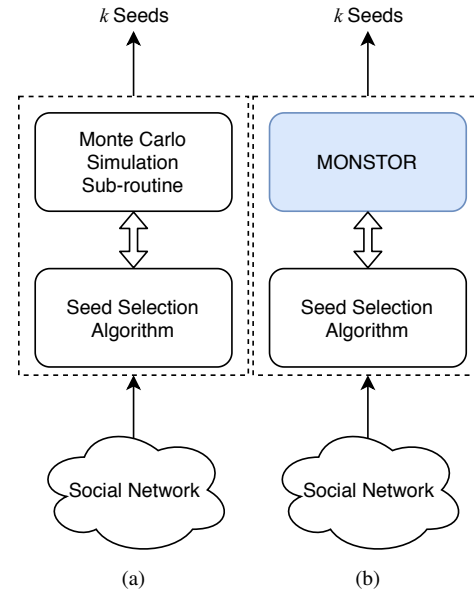 k Seeds
Monte Carlo
Simulation
Sub-routine
Seed Selection
Algorithm
Social Network
(a)
k Seeds
MONSTOR
Seed Selection
Algorithm
Social Network
(b)